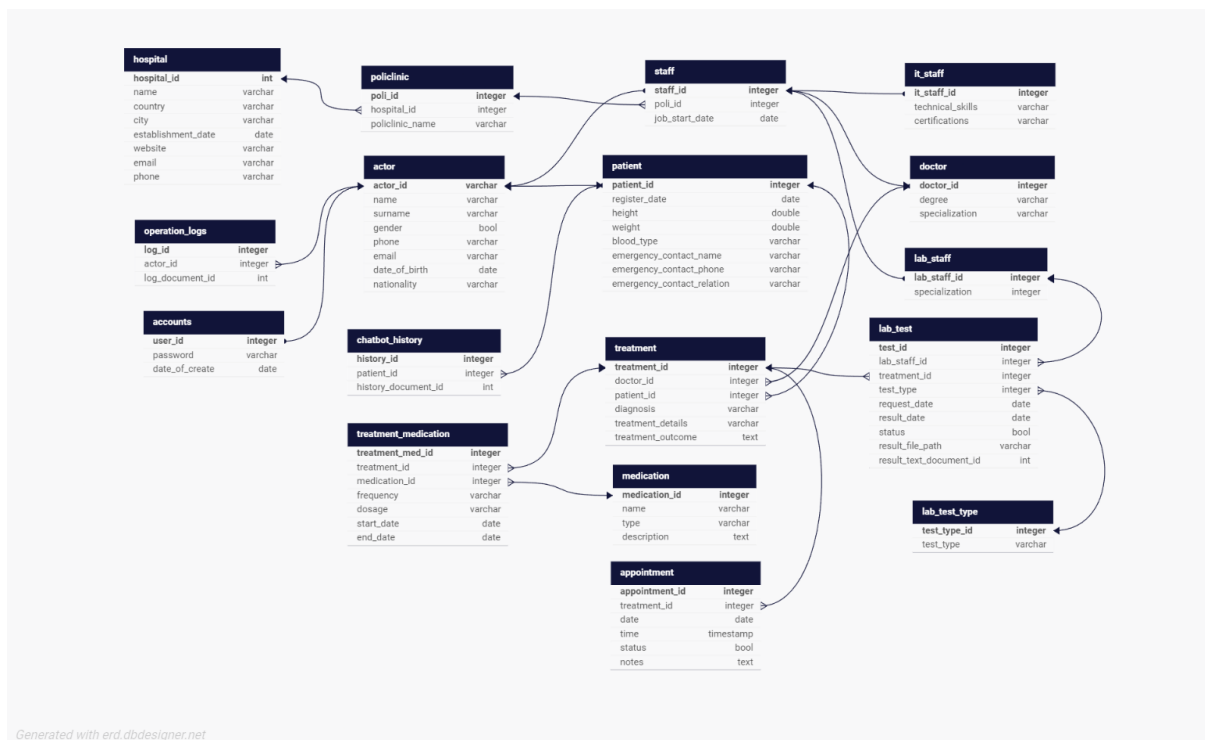 hospital
hospital_id int
name varchar
country varchar
city varchar
establishment_date date
website varchar
email varchar
phone varchar
policlinic
poli_id integer
hospital_id integer
policlinic_name varchar
staff
staff_id integer
poli_id integer
job_start_date date
it_staff
it_staff_id integer
technical_skills varchar
certifications varchar
actor
actor_id varchar
name varchar
surname varchar
gender bool
phone varchar
email varchar
date_of_birth date
nationality varchar
patient
patient_id integer
register_date date
height double
weight double
blood_type varchar
emergency_contact_name varchar
emergency_contact_phone varchar
emergency_contact_relation varchar
doctor
doctor_id integer
degree varchar
specialization varchar
operation_logs
log_id integer
actor_id integer
log_document_id int
lab_staff
lab_staff_id integer
specialization integer
accounts
user_id integer
password varchar
date_of_create date
chatbot_history
history_id integer
patient_id integer
history_document_id int
treatment
treatment_id integer
doctor_id integer
patient_id integer
diagnosis varchar
treatment_details varchar
treatment_outcome text
lab_test
test_id integer
lab_staff_id integer
treatment_id integer
test_type integer
request_date date
result_date date
status bool
result_file_path varchar
result_text_document_id int
treatment_medication
treatment_med_id integer
treatment_id integer
medication_id integer
frequency varchar
dosage varchar
start_date date
end_date date
medication
medication_id integer
name varchar
type varchar
description text
lab_test_type
test_type_id integer
test_type varchar
appointment
appointment_id integer
treatment_id integer
date date
time timestamp
status bool
notes text
Generated with erd.dbdesigner.net